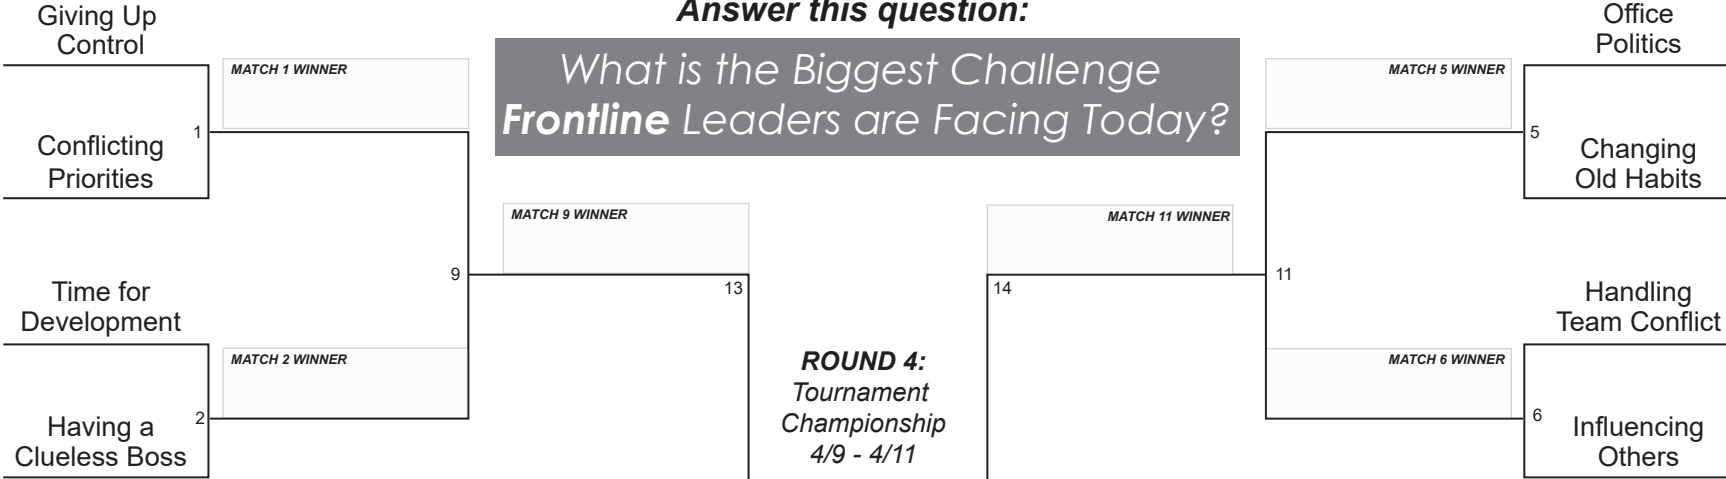 Answer this question:
What is the Biggest Challenge
Frontline Leaders are Facing Today?
Giving Up
Control
MATCH 1 WINNER
1
Conflicting
Priorities
9
MATCH 9 WINNER
13
Time for
Development
MATCH 2 WINNER
2
Having a
Clueless Boss
ROUND 4:
Tournament
Championship
4/9 - 4/11
MATCH 11 WINNER
14
11
Office
Politics
MATCH 5 WINNER
5
Changing
Old Habits
Handling
Team Conflict
MATCH 6 WINNER
6
Influencing
Others